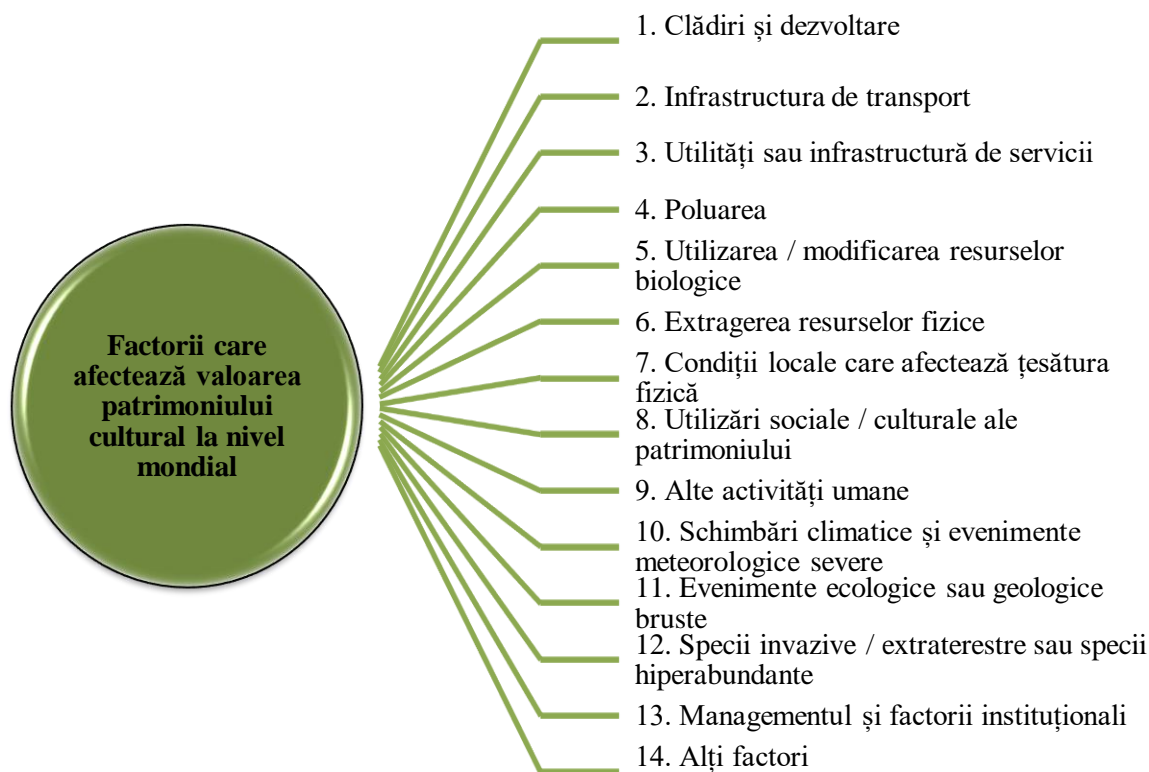 Factorii care
afectează valoarea
patrimoniului
cultural la nivel
mondial
1. Clădiri și dezvoltare
2. Infrastructura de transport
3. Utilități sau infrastructură de servicii
4. Poluarea
5. Utilizarea / modificarea resurselor
biologice
6. Extragerea resurselor fizice
7. Condiții locale care afectează țesătura
fizică
8. Utilizări sociale / culturale ale
patrimoniului
9. Alte activități umane
10. Schimbări climatice și evenimente
meteorologice severe
11. Evenimente ecologice sau geologice
bruste
12. Specii invazive / extraterestre sau specii
hiperabundante
13. Managementul și factorii instituționali
14. Alți factori